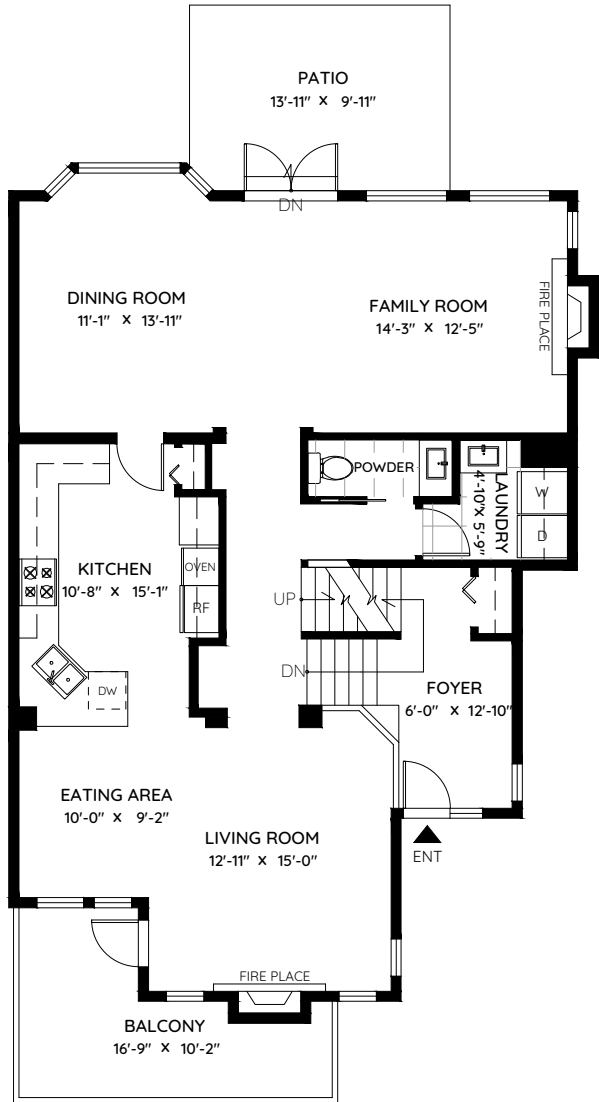 PATIO
13'-11" X 9'-11"
DN
DINING ROOM
11'-1" X 13'-11"
FAMILY ROOM
14'-3" X 12'-5"
FIRE PLACE
POWDER
LAUNDRY
4'-10"X 5'-9"
W
D
KITCHEN
10'-8" X 15'-1"
OVEN
RF
UP
DN
DW
FOYER
6'-0" X 12'-10"
EATING AREA
10'-0" X 9'-2"
LIVING ROOM
12'-11" X 15'-0"
ENT
FIRE PLACE
BALCONY
16'-9" X 10'-2"